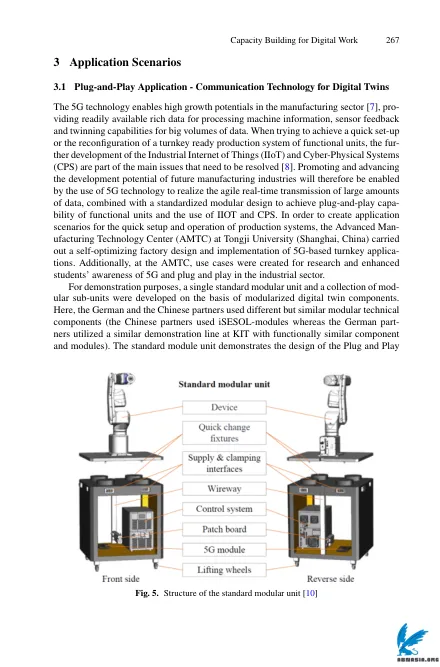 Capacity Building for Digital Work 267
3 Application Scenarios
3.1 Plug-and-Play Application - Communication Technology for Digital Twins
The 5G technology enables high growth potentials in the manufacturing sector [7], pro-
viding readily available rich data for processing machine information, sensor feedback
and twinning capabilities for big volumes of data. When trying to achieve a quick set-up
or the reconfiguration of a turnkey ready production system of functional units, the fur-
ther development of the Industrial Internet of Things (IIoT) and Cyber-Physical Systems
(CPS) are part of the main issues that need to be resolved [8]. Promoting and advancing
the development potential of future manufacturing industries will therefore be enabled
by the use of 5G technology to realize the agile real-time transmission of large amounts
of data, combined with a standardized modular design to achieve plug-and-play capa-
bility of functional units and the use of IIOT and CPS. In order to create application
scenarios for the quick setup and operation of production systems, the Advanced Man-
ufacturing Technology Center (AMTC) at Tongji University (Shanghai, China) carried
out a self-optimizing factory design and implementation of 5G-based turnkey applica-
tions. Additionally, at the AMTC, use cases were created for research and enhanced
students' awareness of 5G and plug and play in the industrial sector.
For demonstration purposes, a single standard modular unit and a collection of mod-
ular sub-units were developed on the basis of modularized digital twin components.
Here, the German and the Chinese partners used different but similar modular technical
components (the Chinese partners used iSESOL-modules whereas the German part-
ners utilized a similar demonstration line at KIT with functionally similar component
and modules). The standard module unit demonstrates the design of the Plug and Play
Standard modular unit
Device
Quick change
fixtures
Supply & clamping
interfaces
Wireway
Control system
Patch board
5G module
Lifting wheels
Front side
Reverse side
Fig. 5. Structure of the standard modular unit [10]